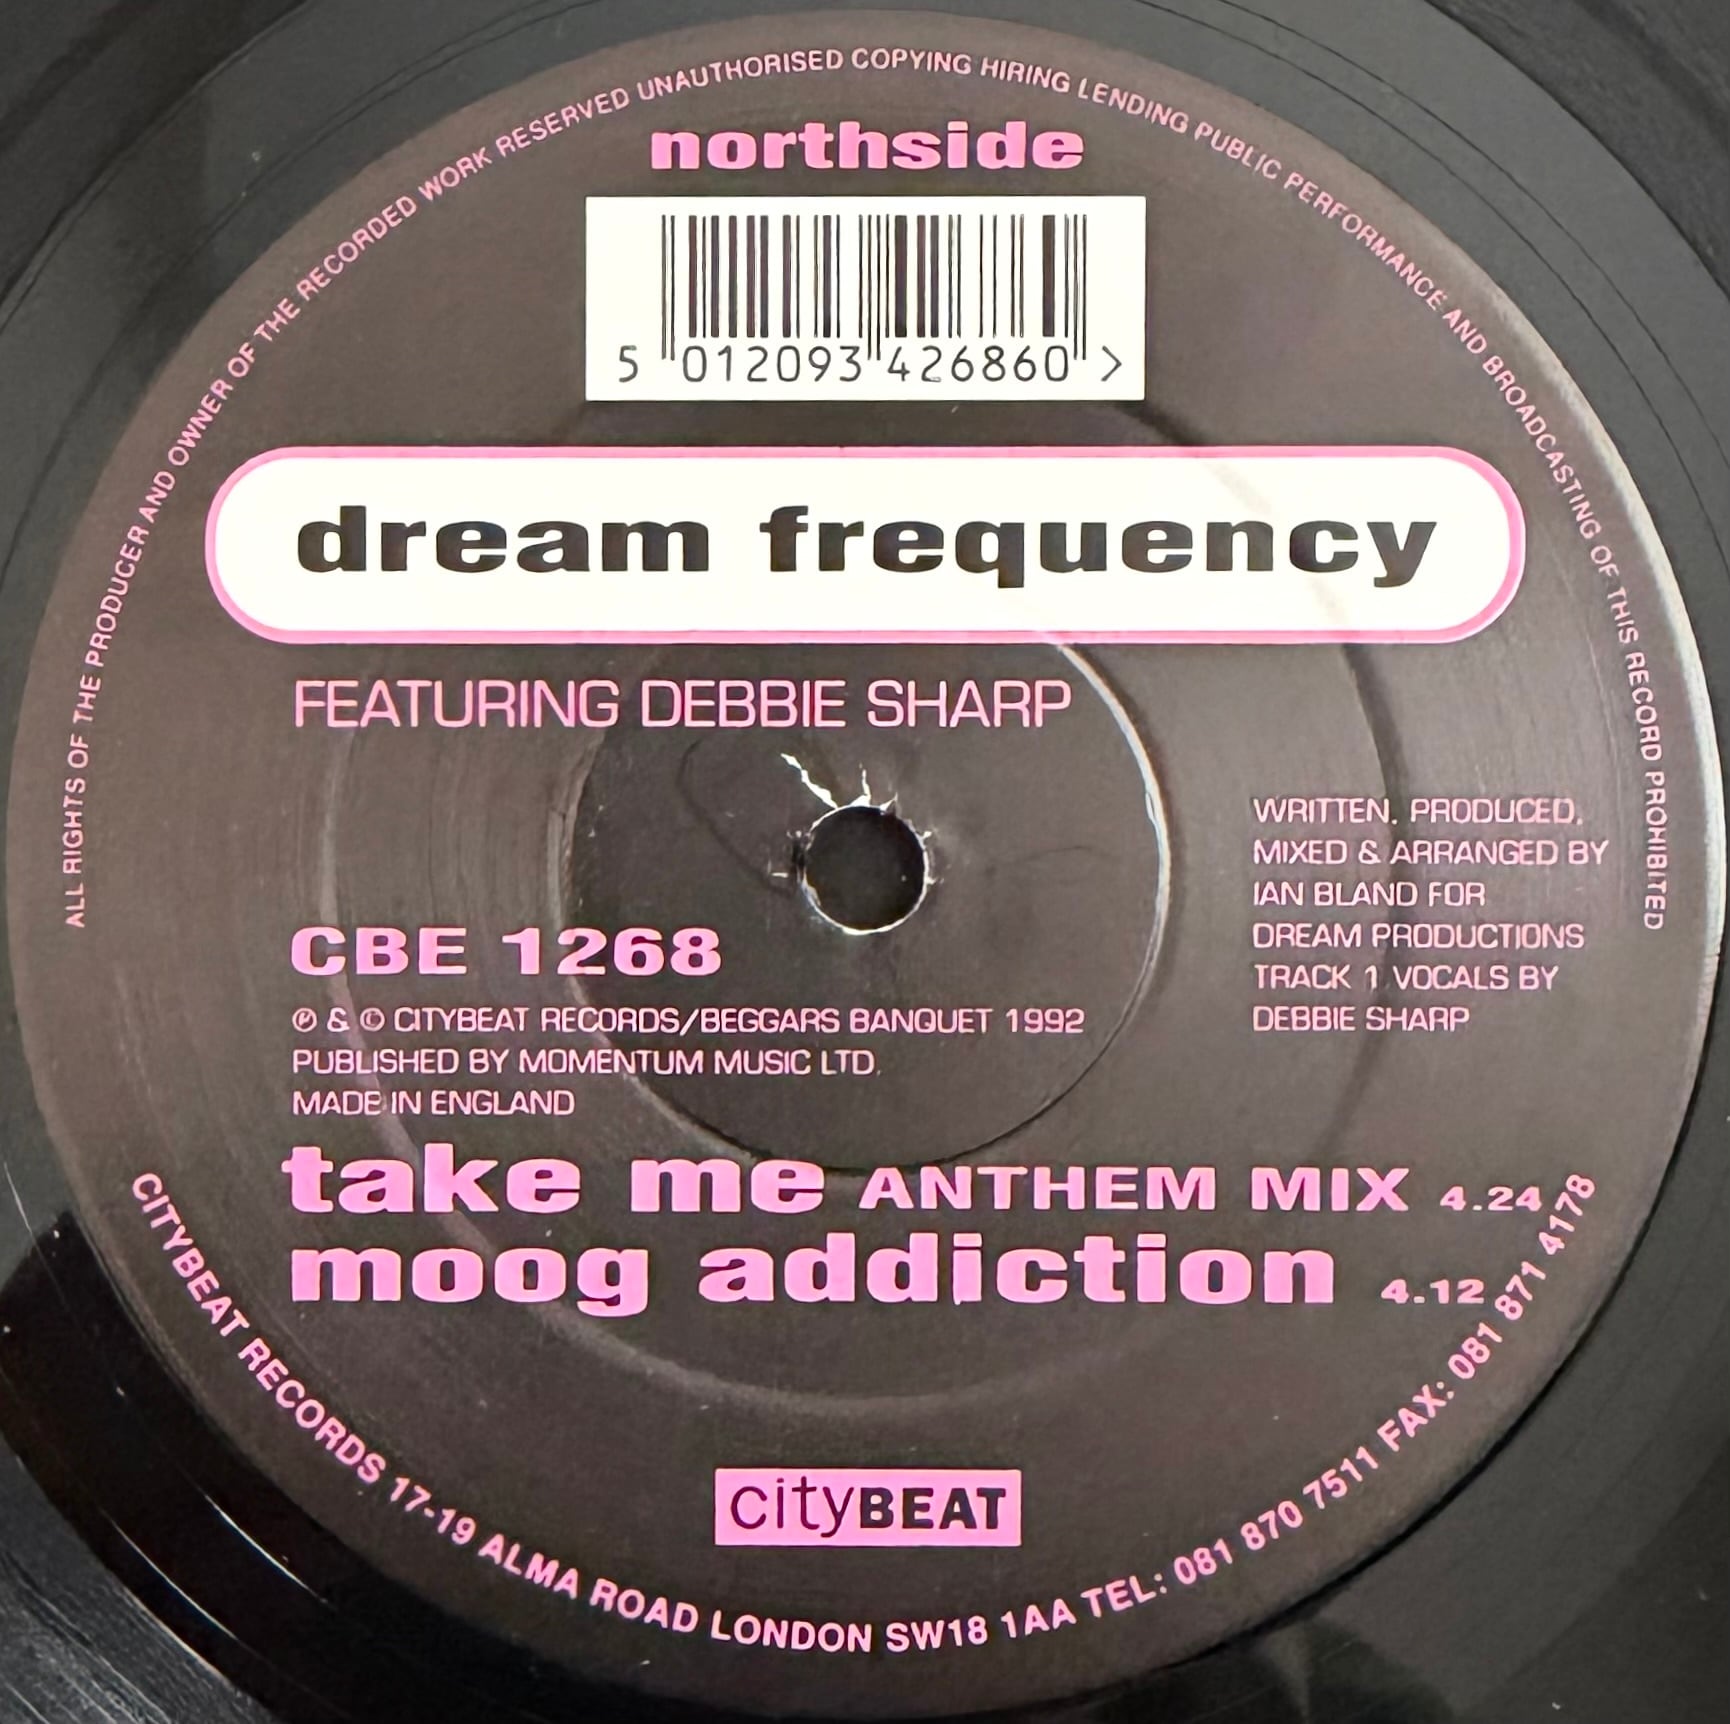 ALL RIGHTS OF THE PRODUCER AND OWNER OF THE RECORDED WORK RESERVED UNAUTHORISED COPYING HIRING LENDING PUBLIC PERFORMANCE AND BROADCASTING OF THIS RECORD PROHIBITED
northside
5 012093 426860 >
dream frequency
FEATURING DEBBIE SHARP
WRITTEN, PRODUCED,
MIXED & ARRANGED BY
IAN BLAND FOR
DREAM PRODUCTIONS
TRACK 1 VOCALS BY
DEBBIE SHARP
CBE 1268
℗ & © CITYBEAT RECORDS/BEGGARS BANQUET 1992
PUBLISHED BY MOMENTUM MUSIC LTD.
MADE IN ENGLAND
take me ANTHEM MIX 4.24
moog addiction 4.12
cityBEAT
CITYBEAT RECORDS 17-19 ALMA ROAD LONDON SW18 1AA TEL: 081 870 7511 FAX: 081 871 4178